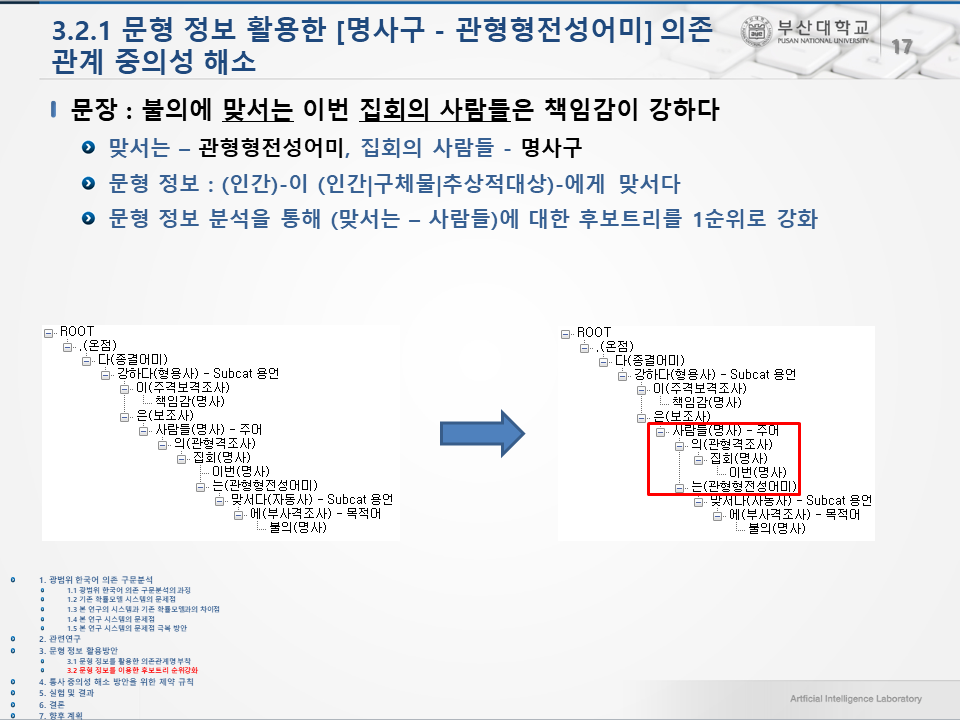 3.2.1 문형 정보 활용한 [명사구 - 관형형전성어미] 의존
관계 중의성 해소
부산대학교
PUSAN NATIONAL UNIVERSITY
17
문장 : 불의에 맞서는 이번 집회의 사람들은 책임감이 강하다
맞서는 – 관형형전성어미, 집회의 사람들 - 명사구
문형 정보 : (인간)-이 (인간|구체물|추상적대상)-에게 맞서다
문형 정보 분석을 통해 (맞서는 – 사람들)에 대한 후보트리를 1순위로 강화
ROOT
.(온점)
다(종결어미)
강하다(형용사) - Subcat 용언
이(주격보격조사)
책임감(명사)
은(보조사)
사람들(명사) - 주어
의(관형격조사)
집회(명사)
이번(명사)
는(관형형전성어미)
맞서다(자동사) - Subcat 용언
에(부사격조사) - 목적어
불의(명사)
ROOT
.(온점)
다(종결어미)
강하다(형용사) - Subcat 용언
이(주격보격조사)
책임감(명사)
은(보조사)
사람들(명사) - 주어
의(관형격조사)
집회(명사)
이번(명사)
는(관형형전성어미)
맞서다(자동사) - Subcat 용언
에(부사격조사) - 목적어
불의(명사)
1. 광범위 한국어 의존 구문분석
1.1 광범위 한국어 의존 구문분석의 과정
1.2 기존 확률모델 시스템의 문제점
1.3 본 연구의 시스템과 기존 확률모델과의 차이점
1.4 본 연구 시스템의 문제점
1.5 본 연구 시스템의 문제점 극복 방안
2. 관련연구
3. 문형 정보 활용방안
3.1 문형 정보를 활용한 의존관계명 부착
3.2 문형 정보를 이용한 후보트리 순위강화
4. 통사 중의성 해소 방안을 위한 제약 규칙
5. 실험 및 결과
6. 결론
7. 향후 계획
Artficial Intelligence Laboratory